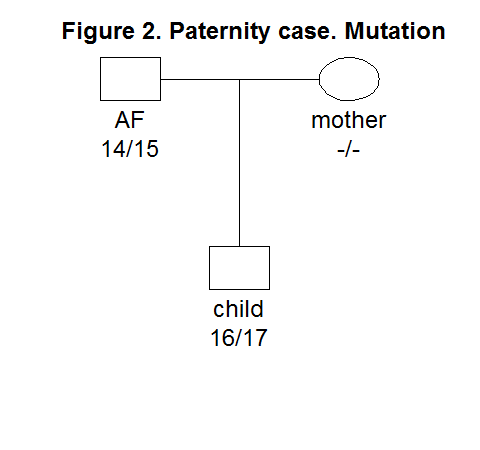 Figure 2. Paternity case. Mutation
AF
14/15
mother
-/-
child
16/17